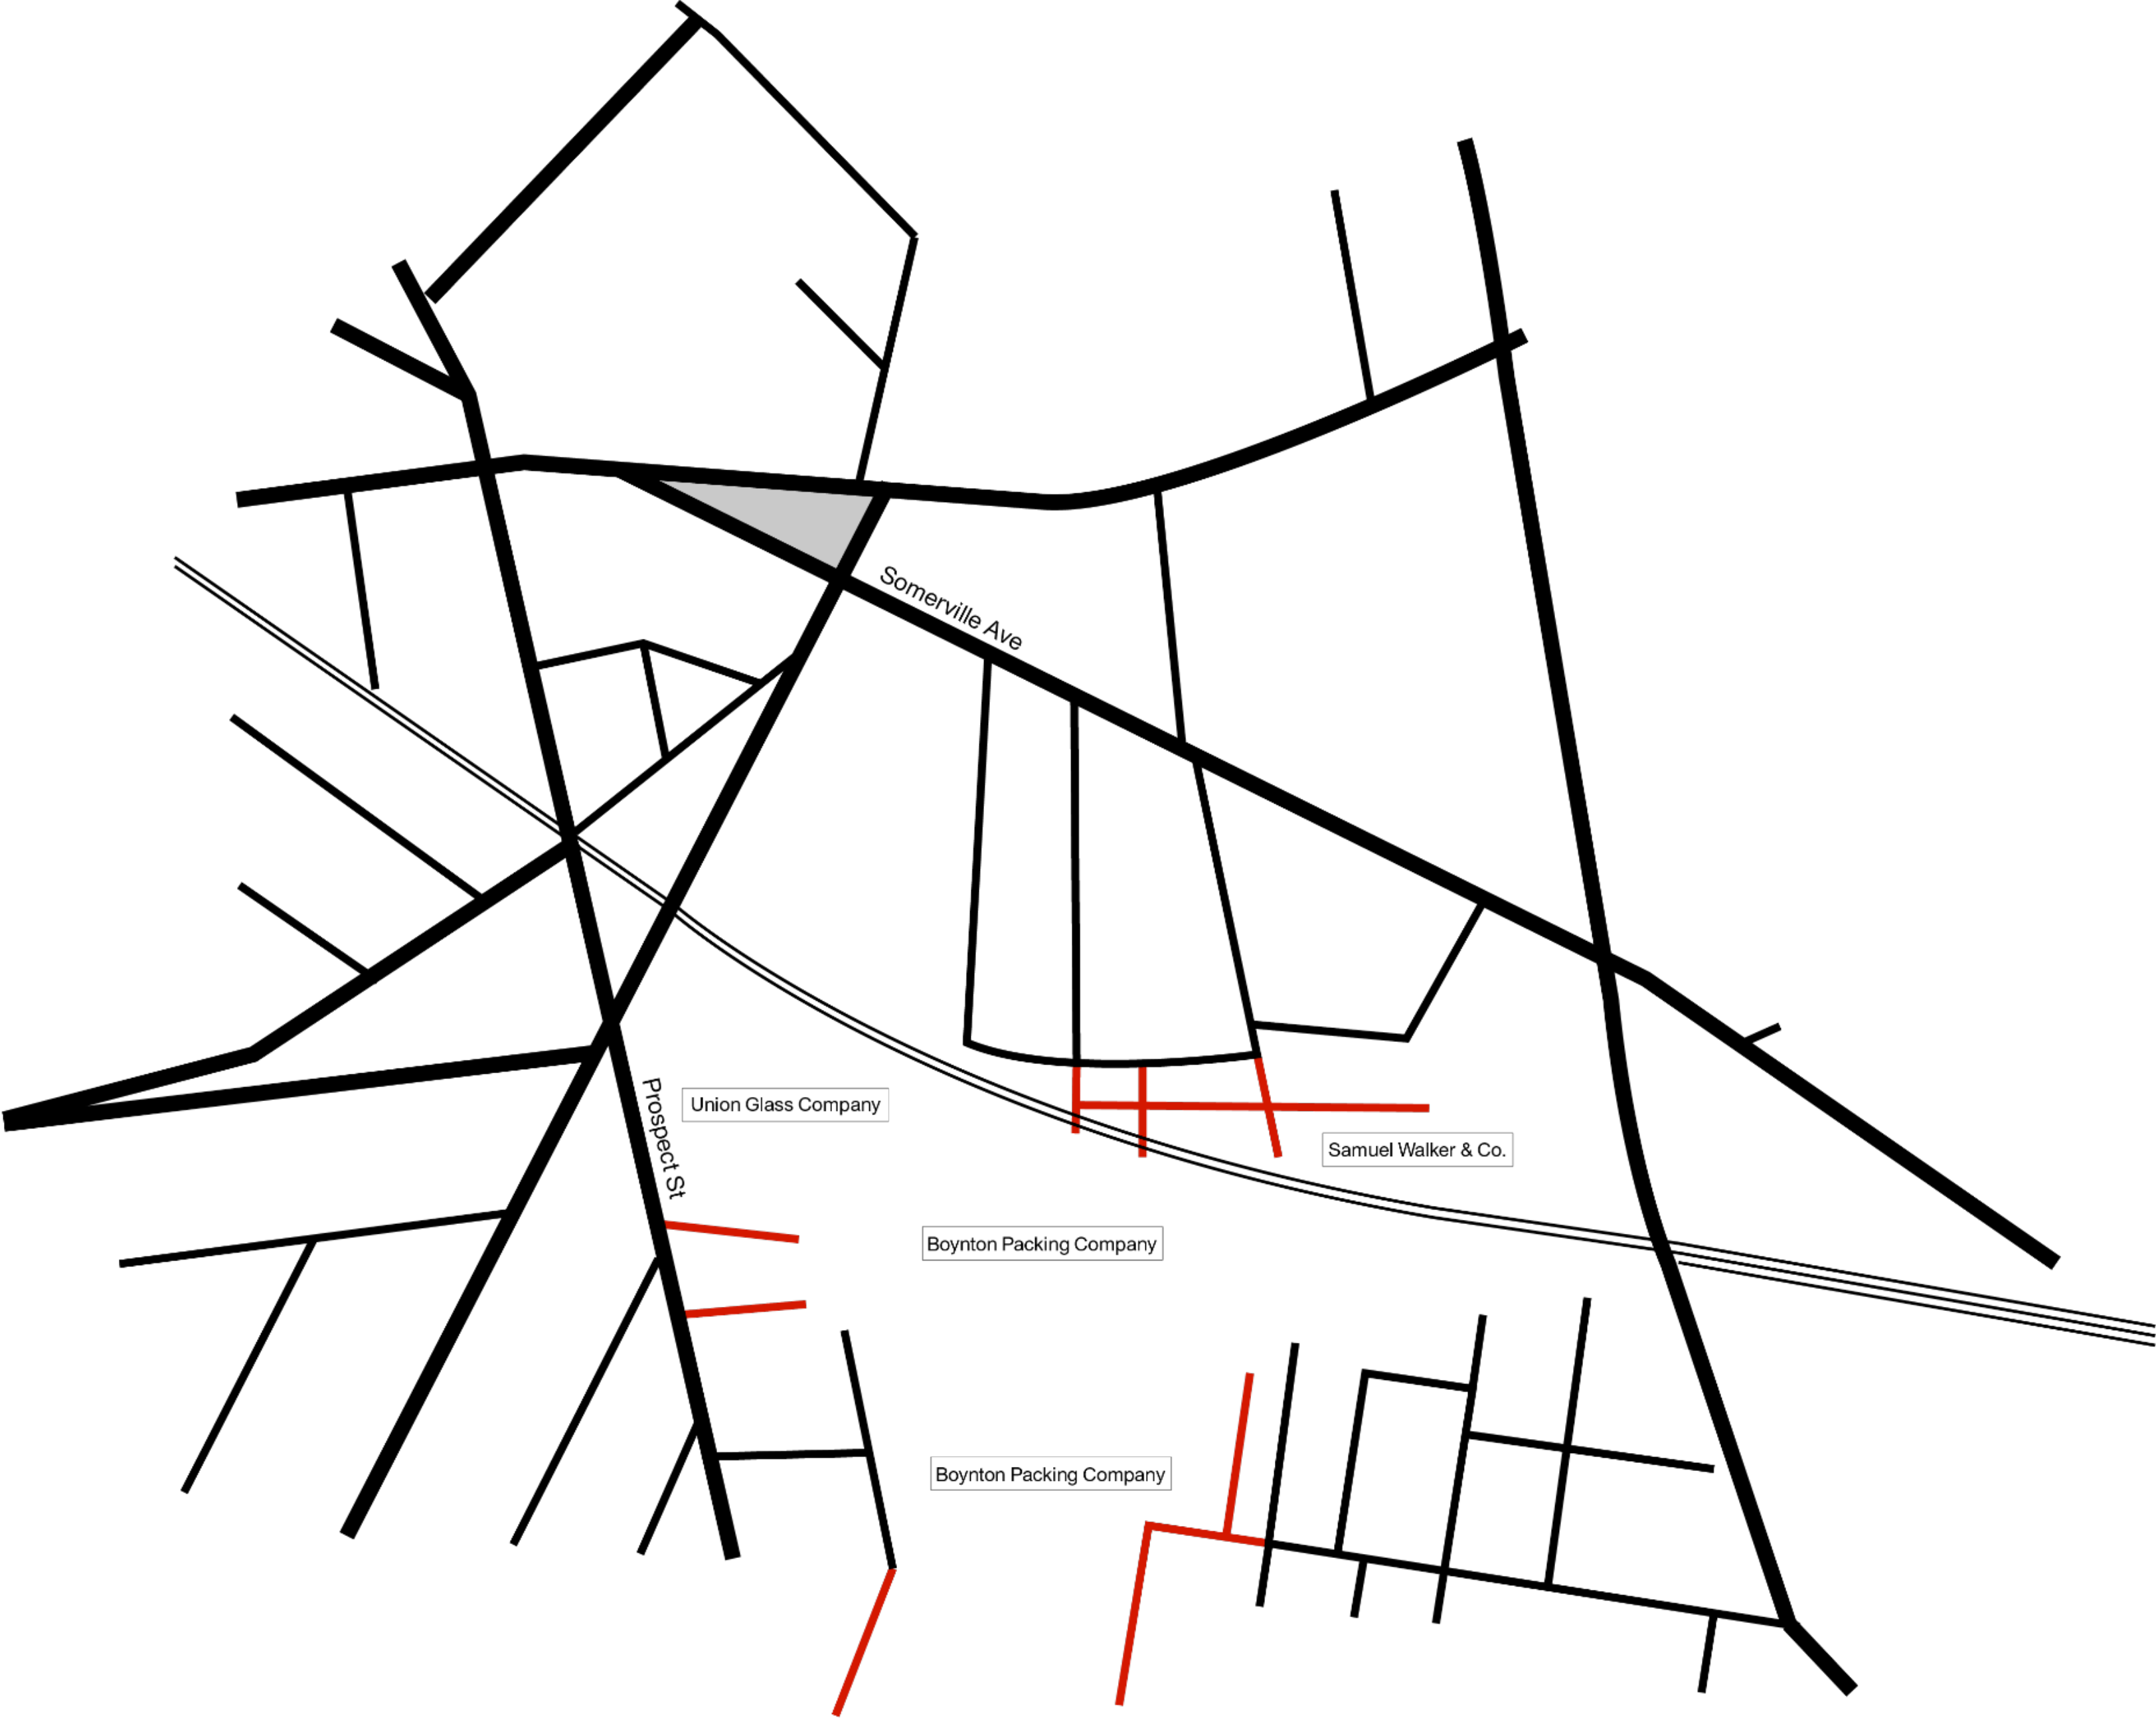 Somerville Ave
Prospect St
Union Glass Company
Samuel Walker & Co.
Boynton Packing Company
Boynton Packing Company